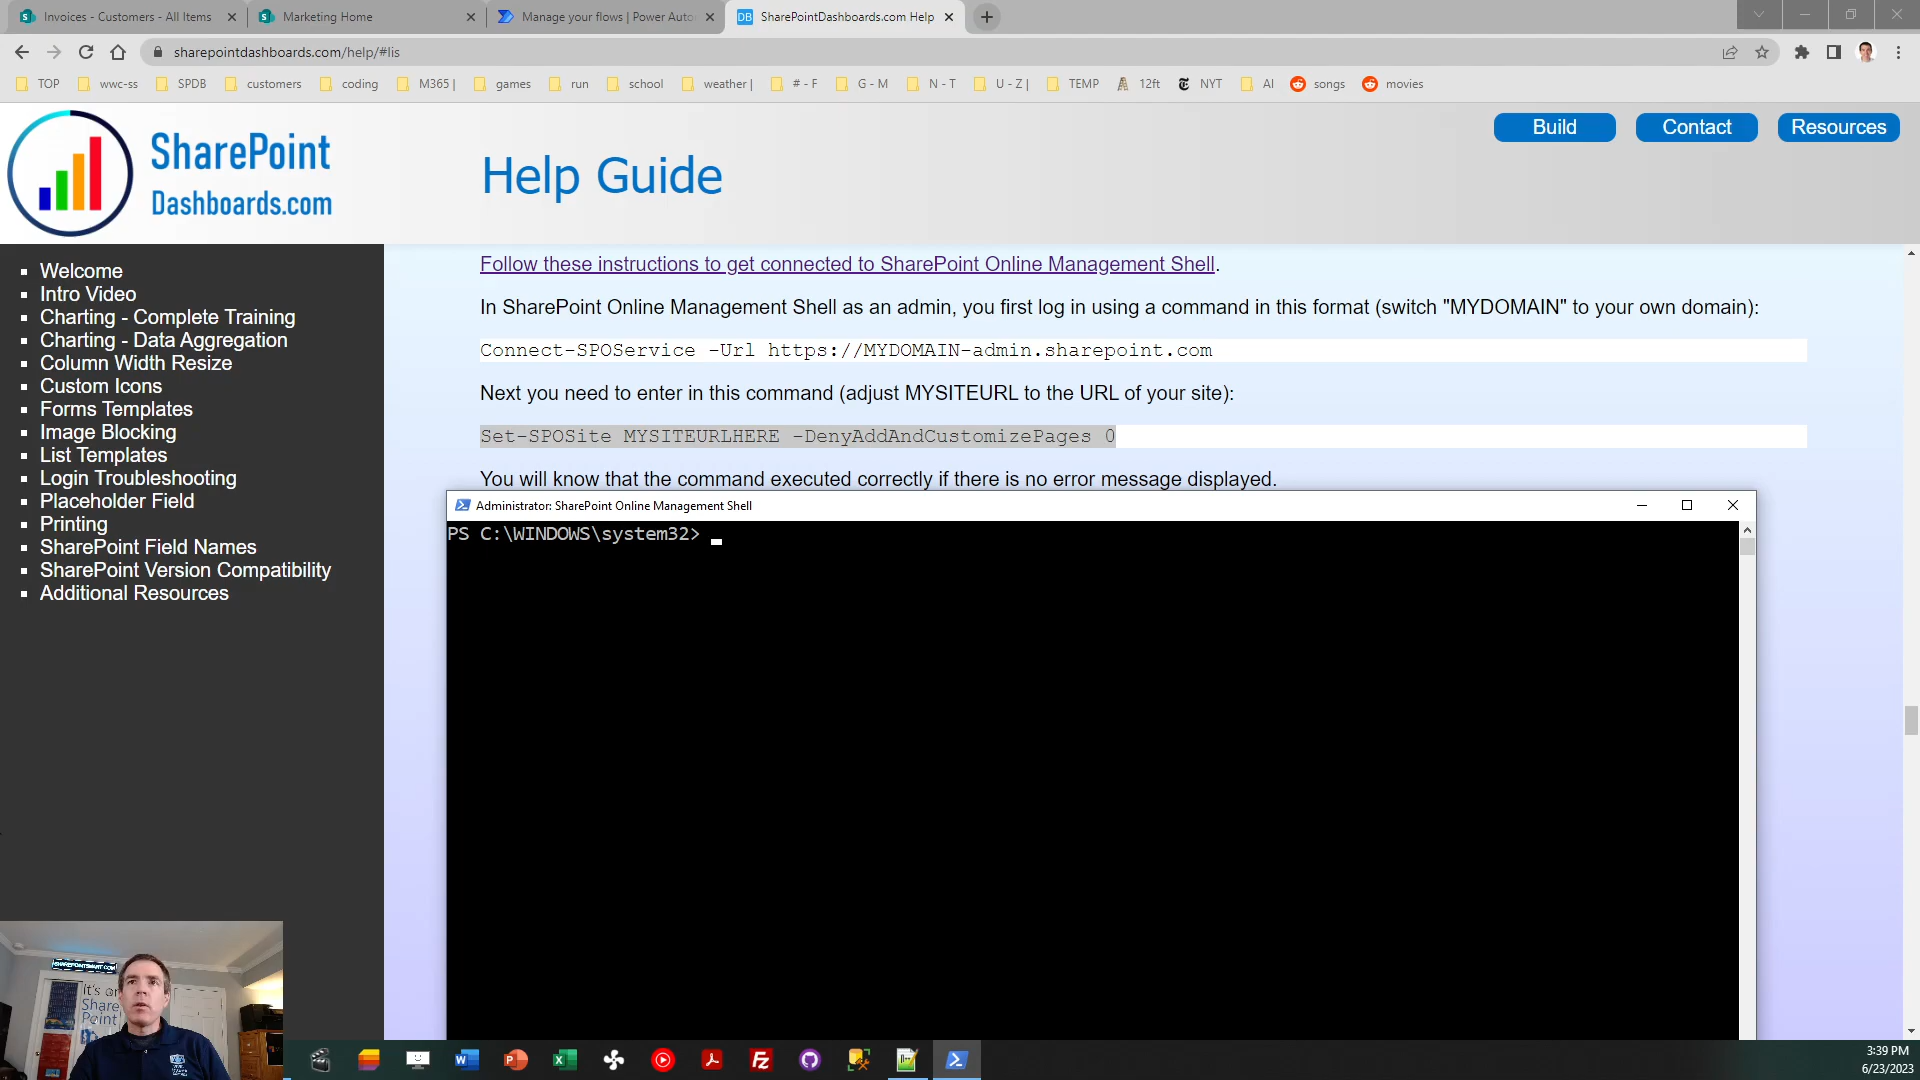 Invoices - Customers - All Items
Marketing Home
Manage your flows | Power Auto
DB
SharePointDashboards.com Help
sharepointdashboards.com/help/#lis
TOP
wwc-ss
SPDB
customers
coding
M365 |
games
run
school
weather |
# - F
G - M
N - T
U - Z |
TEMP
12ft
NYT
AI
songs
movies
SharePoint
Dashboards.com
Help Guide
Build
Contact
Resources
Welcome
Intro Video
Charting - Complete Training
Charting - Data Aggregation
Column Width Resize
Custom Icons
Forms Templates
Image Blocking
List Templates
Login Troubleshooting
Placeholder Field
Printing
SharePoint Field Names
SharePoint Version Compatibility
Additional Resources
Follow these instructions to get connected to SharePoint Online Management Shell.
In SharePoint Online Management Shell as an admin, you first log in using a command in this format (switch "MYDOMAIN" to your own domain):
Connect-SPOService -Url https://MYDOMAIN-admin.sharepoint.com
Next you need to enter in this command (adjust MYSITEURL to the URL of your site):
Set-SPOSite MYSITEURLHERE -DenyAddAndCustomizePages 0
You will know that the command executed correctly if there is no error message displayed.
Administrator: SharePoint Online Management Shell
PS C:\WINDOWS\system32>
SHAREPOINTSMART.COM
It's on
Share
Point!
3:39 PM
6/23/2023